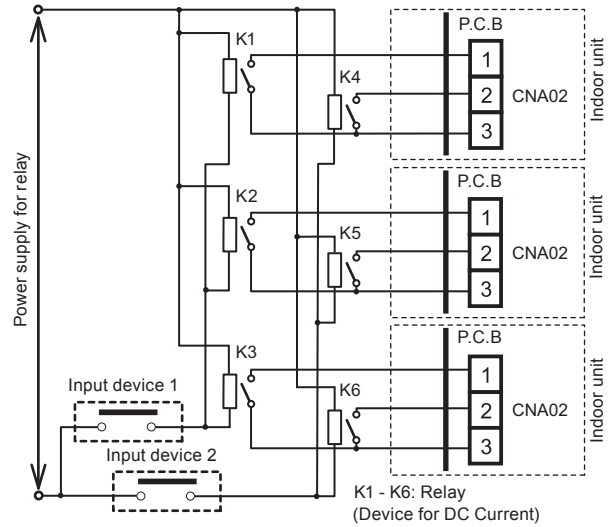 Power supply for relay
K1
K4
P.C.B
1
2
3
CNA02
Indoor unit
K2
K5
P.C.B
1
2
3
CNA02
Indoor unit
K3
K6
P.C.B
1
2
3
CNA02
Indoor unit
Input device 1
Input device 2
K1 - K6: Relay
(Device for DC Current)